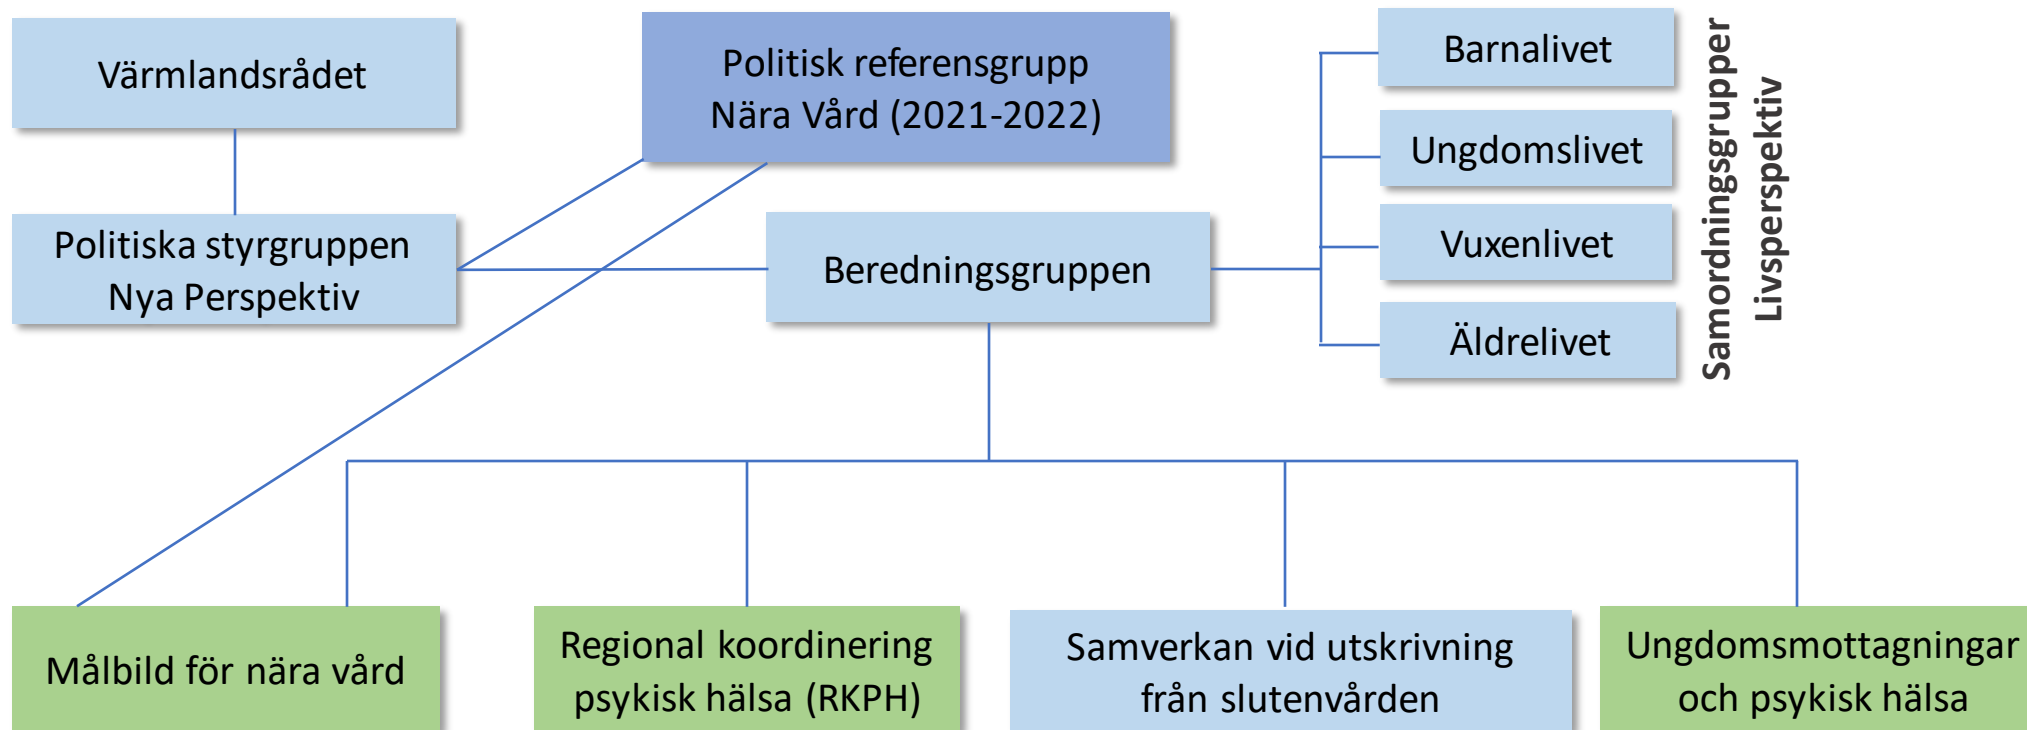 Värmlandsrådet
Politisk referensgrupp
Nära Vård (2021-2022)
Barnalivet
Ungdomslivet
Vuxenlivet
Äldrelivet
Samordningsgrupper
Livsperspektiv
Politiska styrgruppen
Nya Perspektiv
Beredningsgruppen
Målbild för nära vård
Regional koordinering
psykisk hälsa (RKPH)
Samverkan vid utskrivning
från slutenvården
Ungdomsmottagningar
och psykisk hälsa